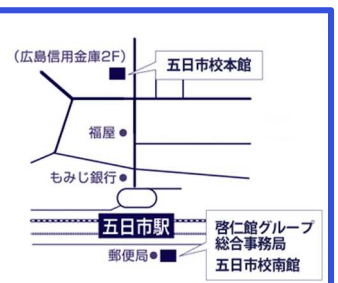 (広島信用金庫2F)
五日市校本館
福屋
もみじ銀行
五日市駅
郵便局
啓仁館グループ
総合事務局
五日市校南館